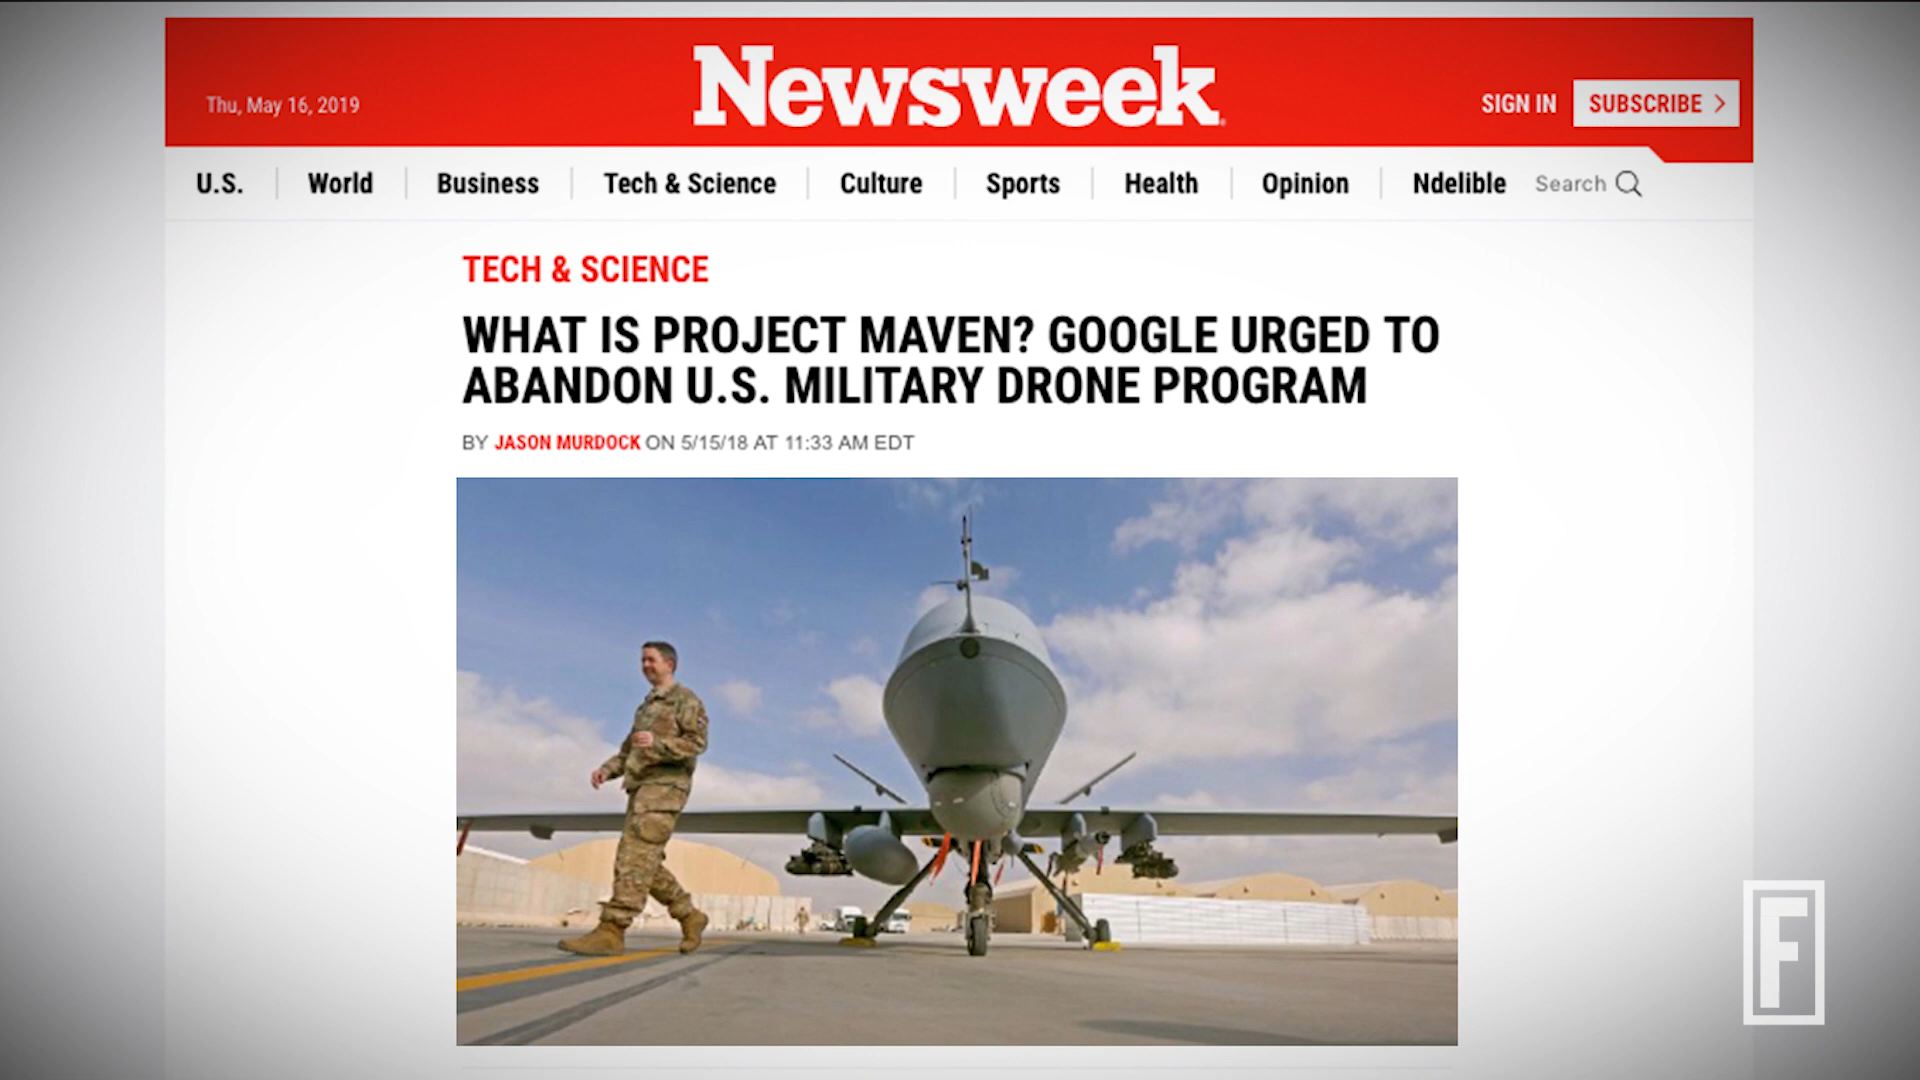 Newsweek
Thu, May 16, 2019
SIGN IN
SUBSCRIBE >
U.S.
World
Business
Tech & Science
Culture
Sports
Health
Opinion
Ndelible
Search
TECH & SCIENCE
WHAT IS PROJECT MAVEN? GOOGLE URGED TO
ABANDON U.S. MILITARY DRONE PROGRAM
BY JASON MURDOCK ON 5/15/18 AT 11:33 AM EDT
F